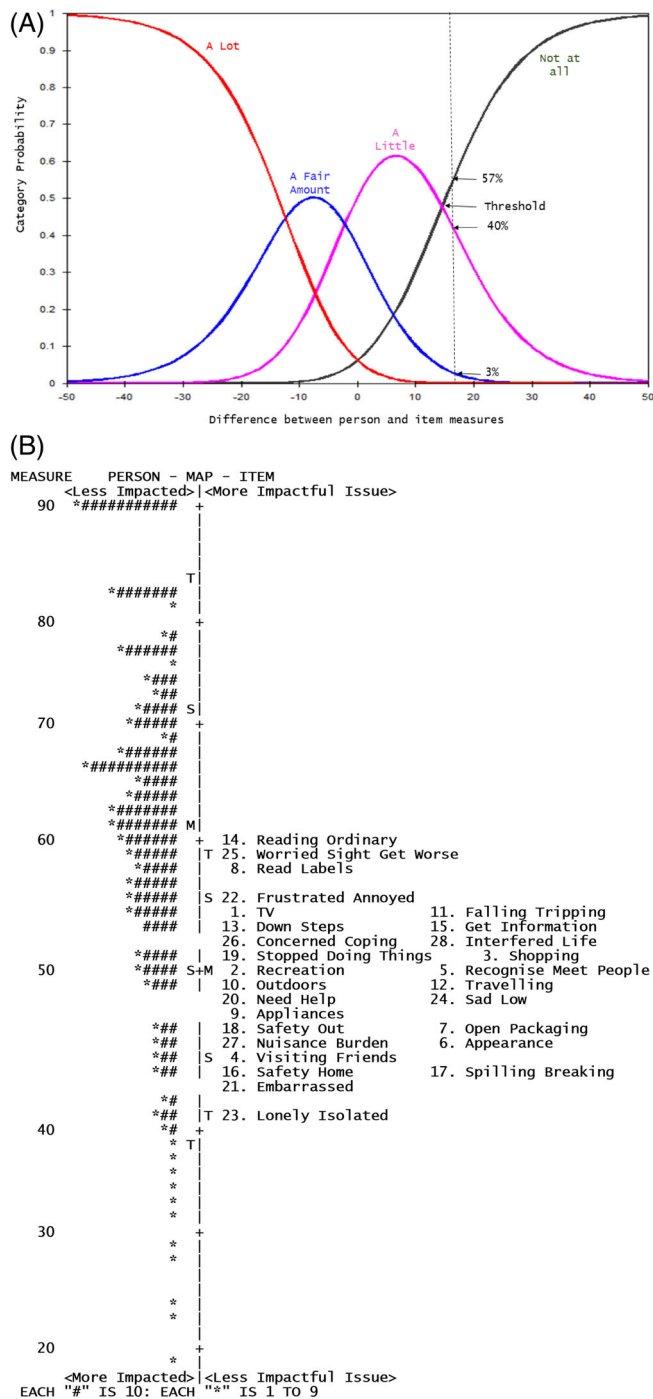 (A)
1
0.9
0.8
0.7
0.6
0.5
0.4
0.3
0.2
0.1
0
Category Probability
A Lot
A Fair
Amount
A
Little
Not at
all
57%
Threshold
40%
3%
-50 -40 -30 -20 -10 0 10 20 30 40 50
Difference between person and item measures
(B)
MEASURE PERSON - MAP - ITEM
<Less Impacted>|<More Impactful Issue>
90 *########### +
T|
*#######
*
80 +
*#
*######
*
*###
*##
*#### S|
70 *##### +
*#
*######
*##########
*####
*#####
*#######
*####### M|
60 *###### + 14. Reading Ordinary
*##### |T 25. Worried Sight Get Worse
*#### | 8. Read Labels
*##### |
*##### |S 22. Frustrated Annoyed
*##### | 1. TV 11. Falling Tripping
#### | 13. Down Steps 15. Get Information
| 26. Concerned Coping 28. Interfered Life
*#### | 19. Stopped Doing Things 3. Shopping
50 *#### S+M 2. Recreation 5. Recognise Meet People
*### | 10. Outdoors 12. Travelling
| 20. Need Help 24. Sad Low
| 9. Appliances
*## | 18. Safety Out 7. Open Packaging
*## | 27. Nuisance Burden 6. Appearance
*## |S 4. Visiting Friends
*## | 16. Safety Home 17. Spilling Breaking
| 21. Embarrassed
*# |
*## |T 23. Lonely Isolated
40 *# +
* T|
* |
* |
* |
* |
* |
30 +
* |
* |
* |
* |
20 +
* |
<More Impacted>|<Less Impactful Issue>
EACH "#" IS 10: EACH "*" IS 1 TO 9